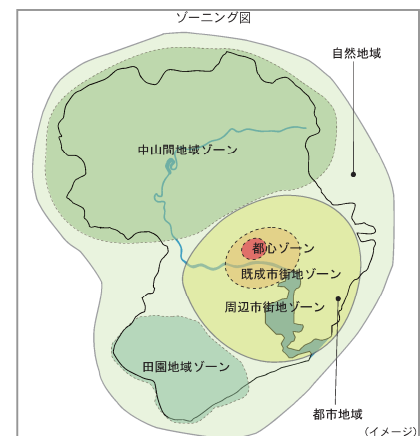 ゾーニング図
自然地域
中山間地域ゾーン
都心ゾーン
既成市街地ゾーン
周辺市街地ゾーン
田園地域ゾーン
都市地域
（イメージ）